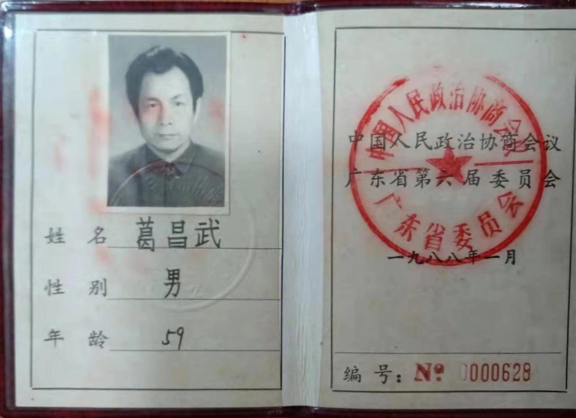 姓 名 葛昌武
性 别 男
年 龄 59
中国人民政治协商会议
广东省委员会
中国人民政治协商会议
广东省第六届委员会
一九八八年一月
编号: Nº 0000628